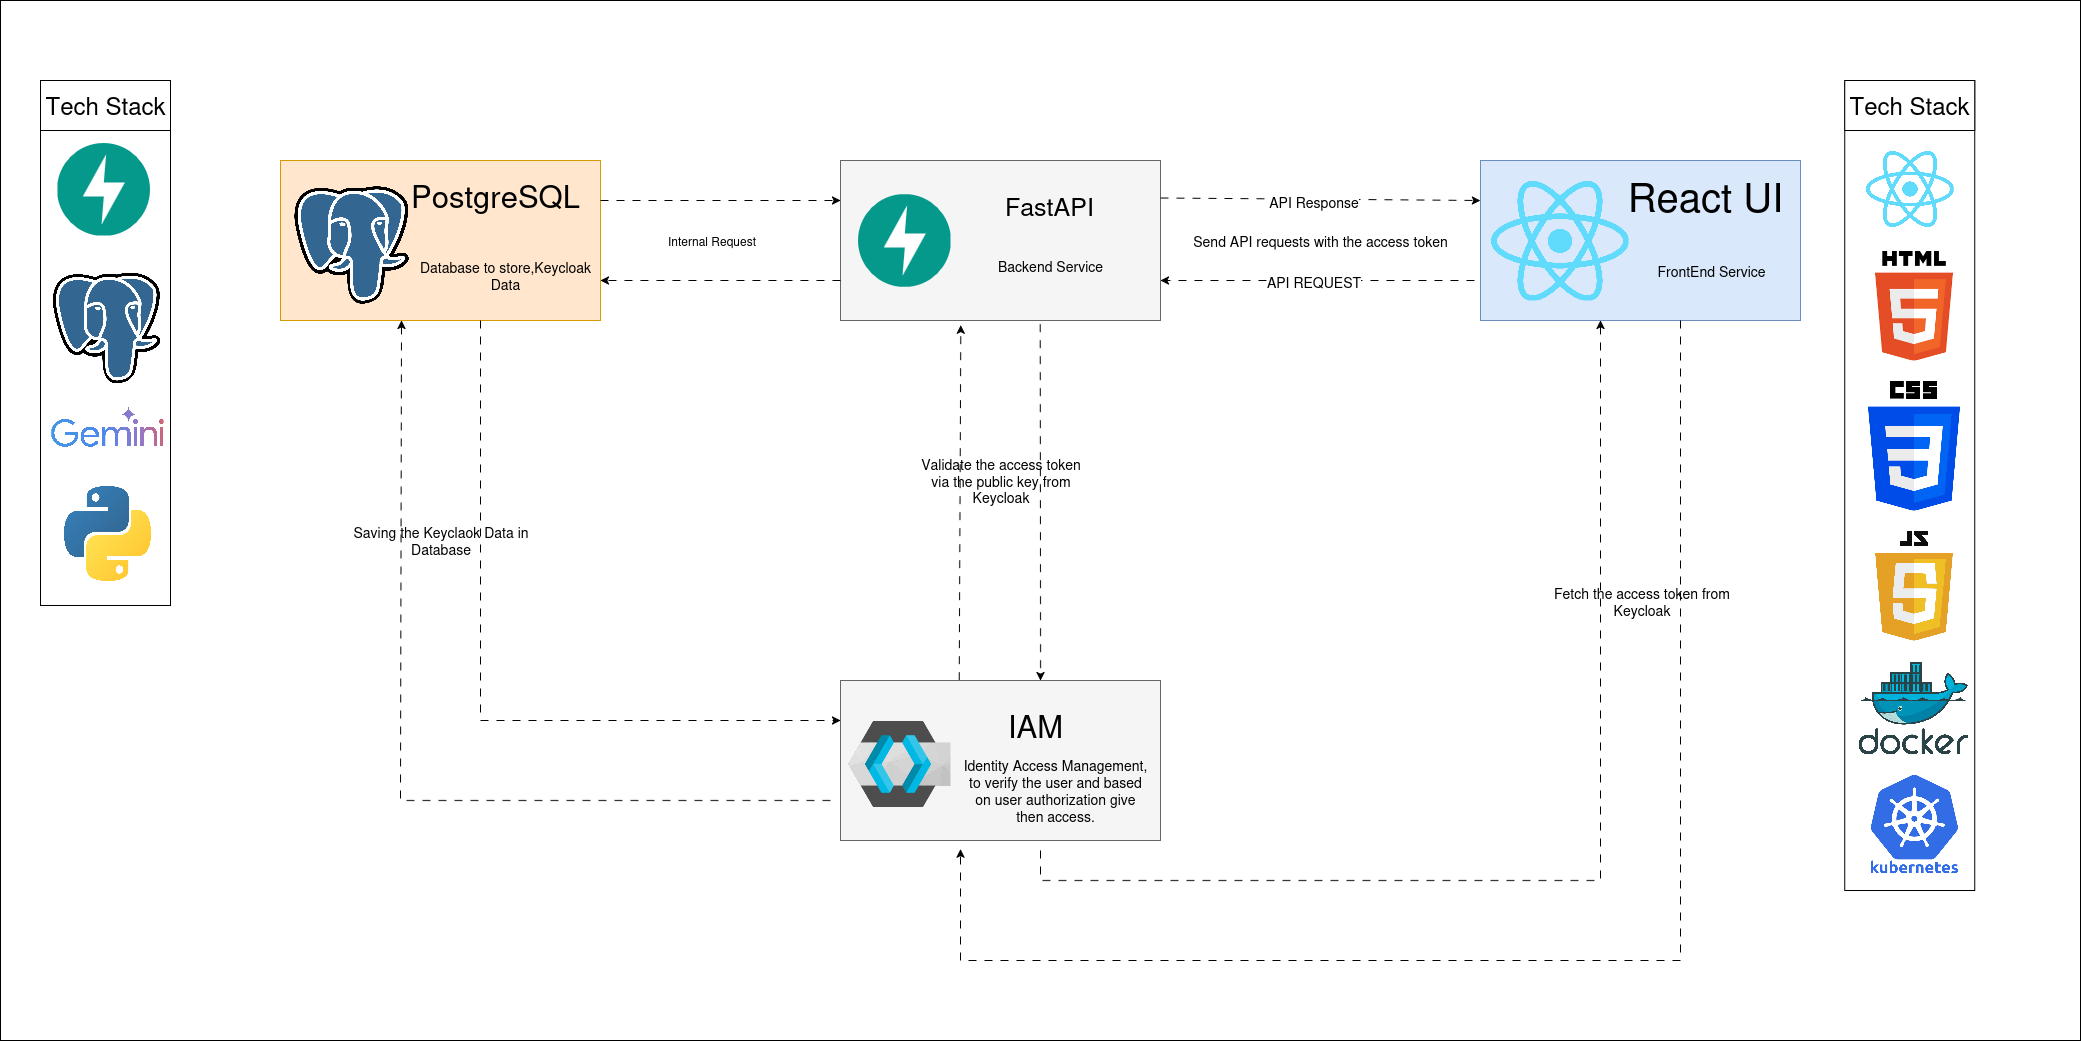 Tech Stack
Gemini
PostgreSQL
Database to store,Keycloak
Data
Internal Request
FastAPI
Backend Service
API Response
Send API requests with the access token
API REQUEST
React UI
FrontEnd Service
Saving the Keyclaok Data in
Database
Validate the access token
via the public key from
Keycloak
Fetch the access token from
Keycloak
IAM
Identity Access Management,
to verify the user and based
on user authorization give
then access.
Tech Stack
HTML
5
CSS
3
JS
5
docker
kubernetes